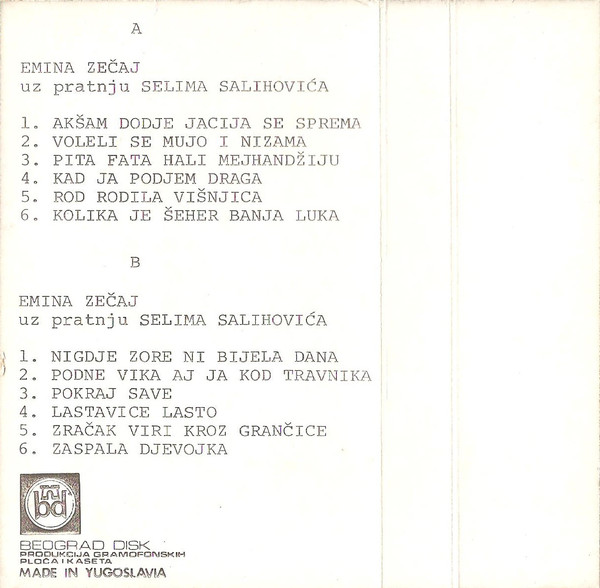 A
EMINA ZEČAJ
uz pratnju SELIMA SALIHOVIĆA
1. AKŠAM DODJE JACIJA SE SPREMA
2. VOLELI SE MUJO I NIZAMA
3. PITA FATA HALI MEJHANDŽIJU
4. KAD JA PODJEM DRAGA
5. ROD RODILA VIŠNJICA
6. KOLIKA JE ŠEHER BANJA LUKA
B
EMINA ZEČAJ
uz pratnju SELIMA SALIHOVIĆA
1. NIGDJE ZORE NI BIJELA DANA
2. PODNE VIKA AJ JA KOD TRAVNIKA
3. POKRAJ SAVE
4. LASTAVICE LASTO
5. ZRAČAK VIRI KROZ GRANČICE
6. ZASPALA DJEVOJKA
bd
BEOGRAD DISK
PRODUKCIJA GRAMOFONSKIH
PLOČA I KASETA
MADE IN YUGOSLAVIA